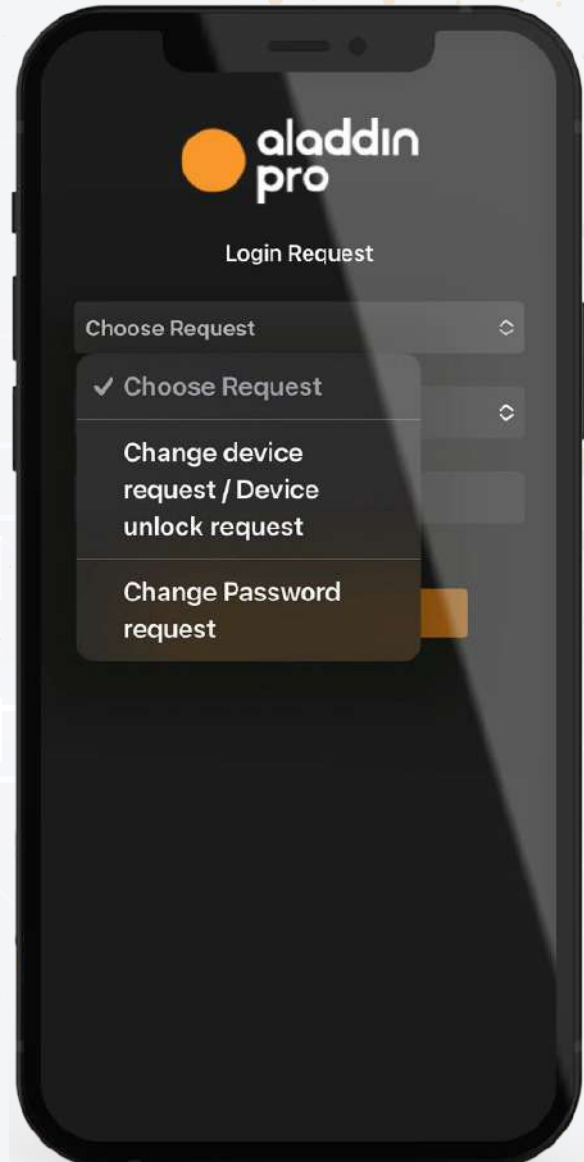 aladdin
pro
Login Request
Choose Request
✓ Choose Request
Change device
request / Device
unlock request
Change Password
request